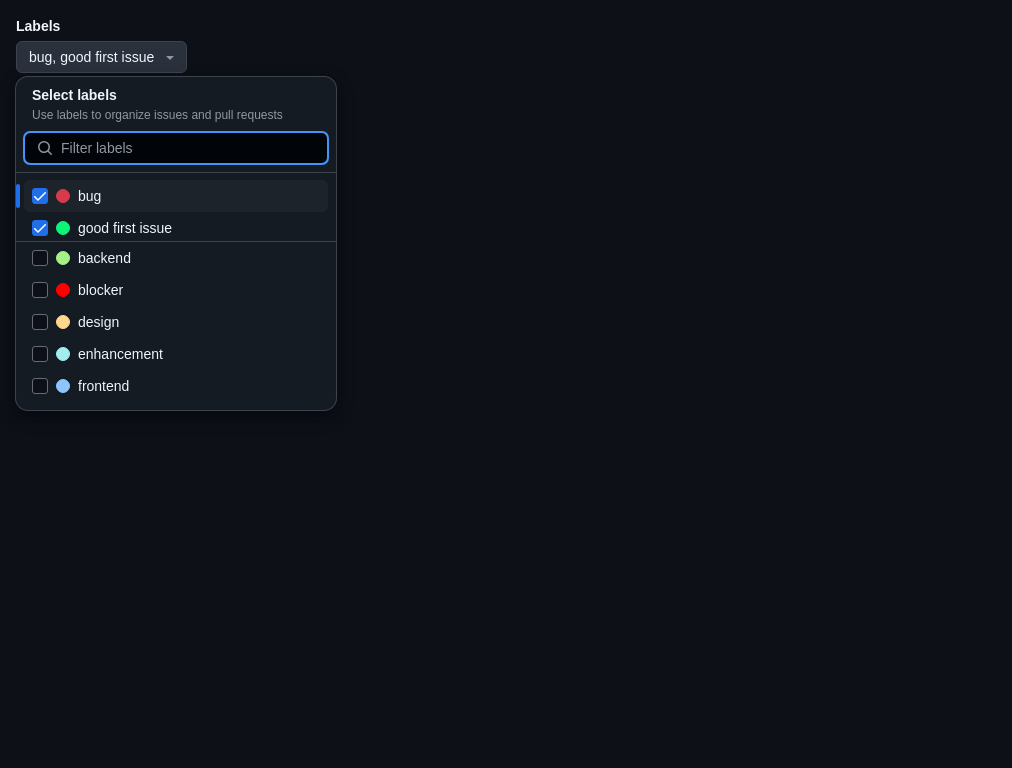 Labels
bug, good first issue
Select labels
Use labels to organize issues and pull requests
Filter labels
bug
good first issue
backend
blocker
design
enhancement
frontend